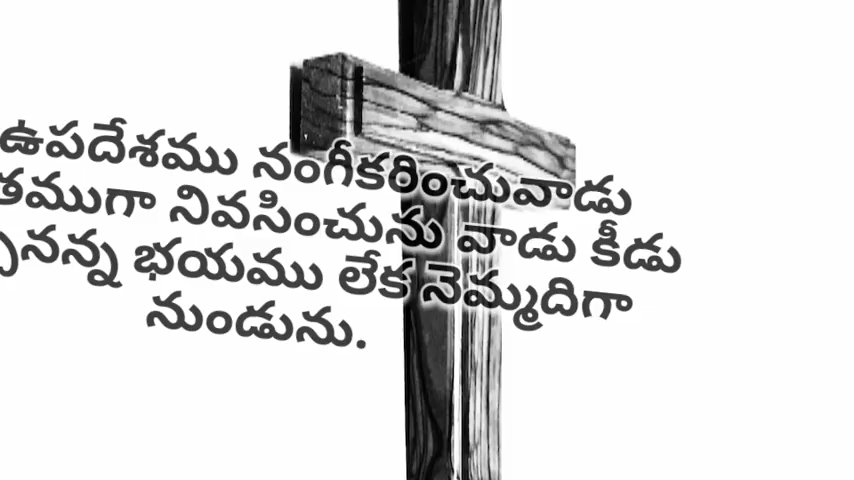 ఉపదేశము నంగీకరించువాడు
తముగా నివసించును వాడు కీడు
నన్న భయము లేక నెమ్మదిగా
నుండును.